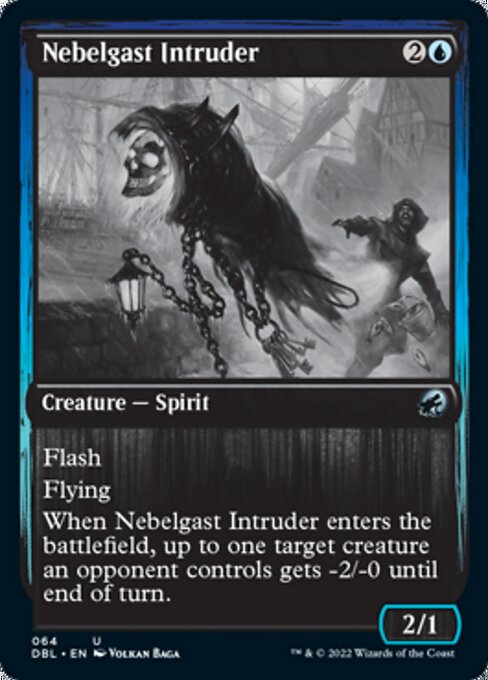 Nebelgast Intruder 2
Creature — Spirit
Flash
Flying
When Nebelgast Intruder enters the
battlefield, up to one target creature
an opponent controls gets -2/-0 until
end of turn.
2/1
064 U
DBL • EN Volkan Baga
™ & © 2022 Wizards of the Coast